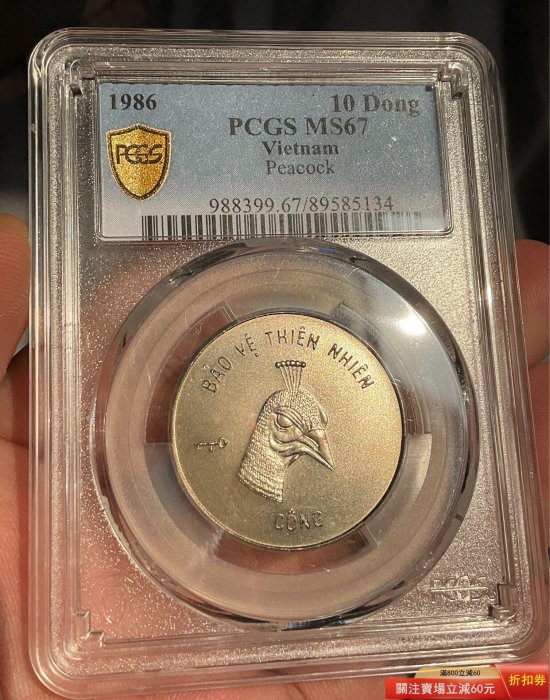 1986 10 Dong
PCGS MS67
Vietnam
Peacock
PCGS
988399.67/89585134
BẢO VỆ THIÊN NHIÊN
CÔNG
PCGS
滿800立減60
關注賣場立減60元
折扣券